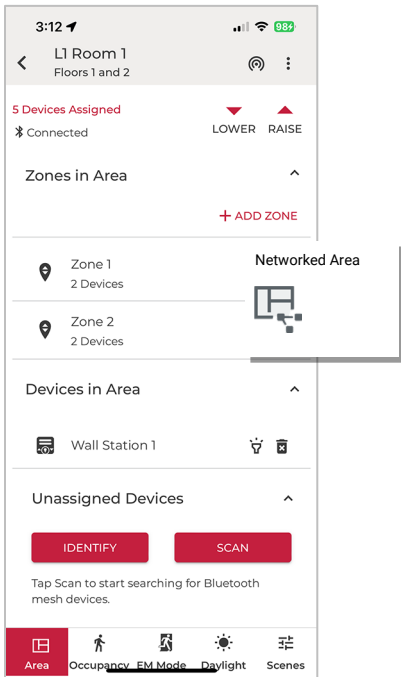 3:12
98
L1 Room 1
Floors 1 and 2
5 Devices Assigned
Connected
LOWER RAISE
Zones in Area
+ ADD ZONE
Zone 1
2 Devices
Networked Area
Zone 2
2 Devices
Devices in Area
Wall Station 1
Unassigned Devices
IDENTIFY SCAN
Tap Scan to start searching for Bluetooth
mesh devices.
Area Occupancy EM Mode Daylight Scenes